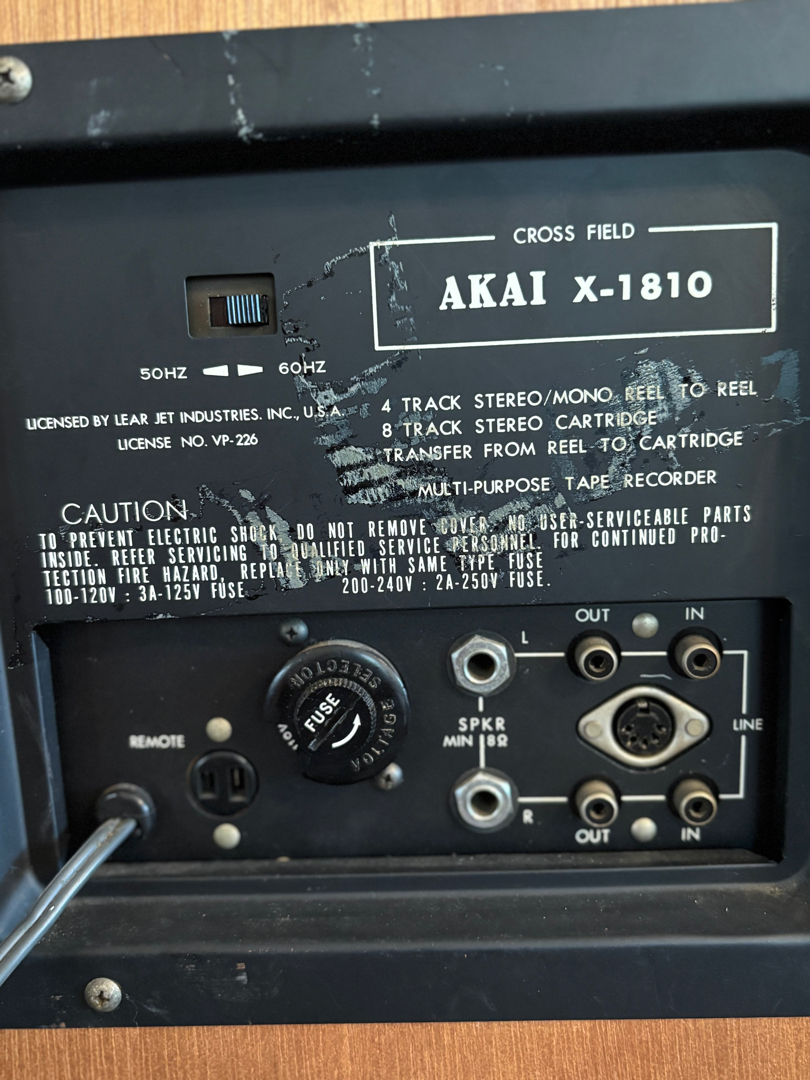 CROSS FIELD
AKAI X-1810
50HZ 60HZ
LICENSED BY LEAR JET INDUSTRIES. INC., U.S.A.
LICENSE NO. VP-226
4 TRACK STEREO/MONO REEL TO REEL
8 TRACK STEREO CARTRIDGE
TRANSFER FROM REEL TO CARTRIDGE
MULTI-PURPOSE TAPE RECORDER
CAUTION
TO PREVENT ELECTRIC SHOCK, DO NOT REMOVE COVER. NO USER-SERVICEABLE PARTS
INSIDE. REFER SERVICING TO QUALIFIED SERVICE PERSONNEL. FOR CONTINUED PRO-
TECTION FIRE HAZARD, REPLACE ONLY WITH SAME TYPE FUSE
100-120V : 3A-125V FUSE 200-240V : 2A-250V FUSE.
REMOTE
VOLTAGE SELECTOR
FUSE
110V
L
SPKR
MIN 8Ω
R
OUT IN
LINE
OUT IN